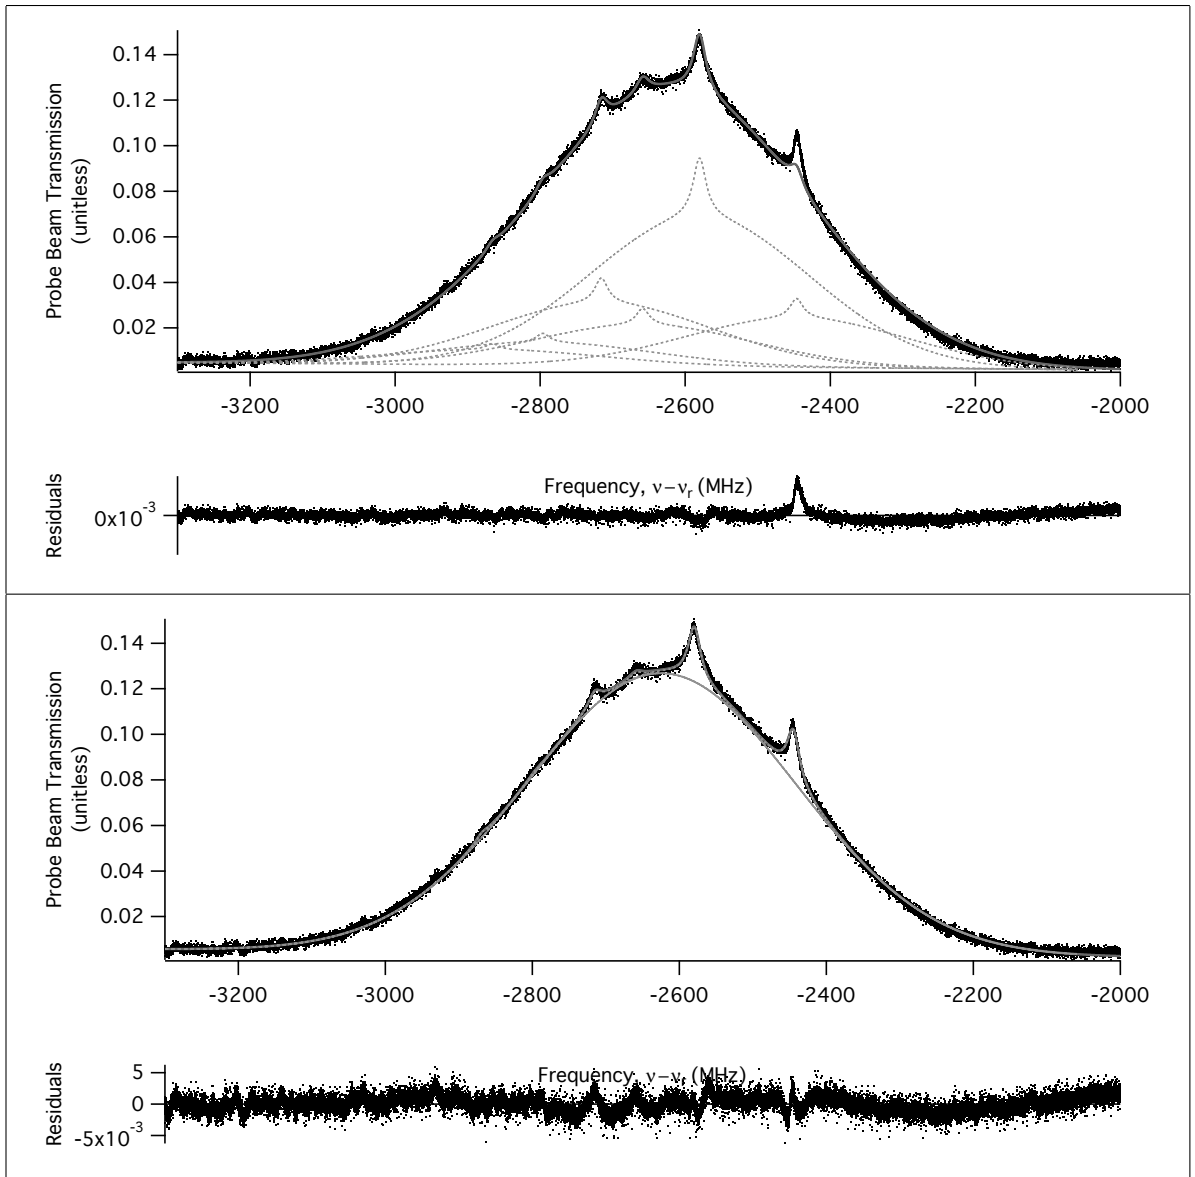 Probe Beam Transmission
(unitless)
0.14
0.12
0.10
0.08
0.06
0.04
0.02
-3200 -3000 -2800 -2600 -2400 -2200 -2000
Frequency, ν−νr (MHz)
Residuals
0x10-3
Probe Beam Transmission
(unitless)
0.14
0.12
0.10
0.08
0.06
0.04
0.02
-3200 -3000 -2800 -2600 -2400 -2200 -2000
Frequency, ν−νr (MHz)
Residuals
5
0
-5x10-3